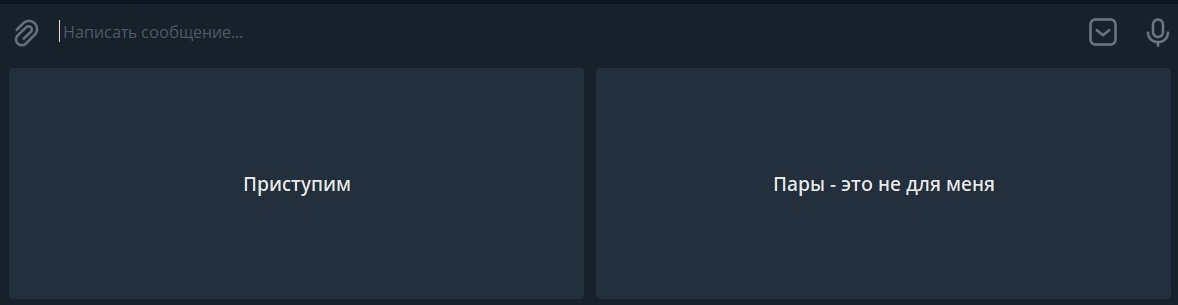 Написать сообщение...
Приступим
Пары - это не для меня